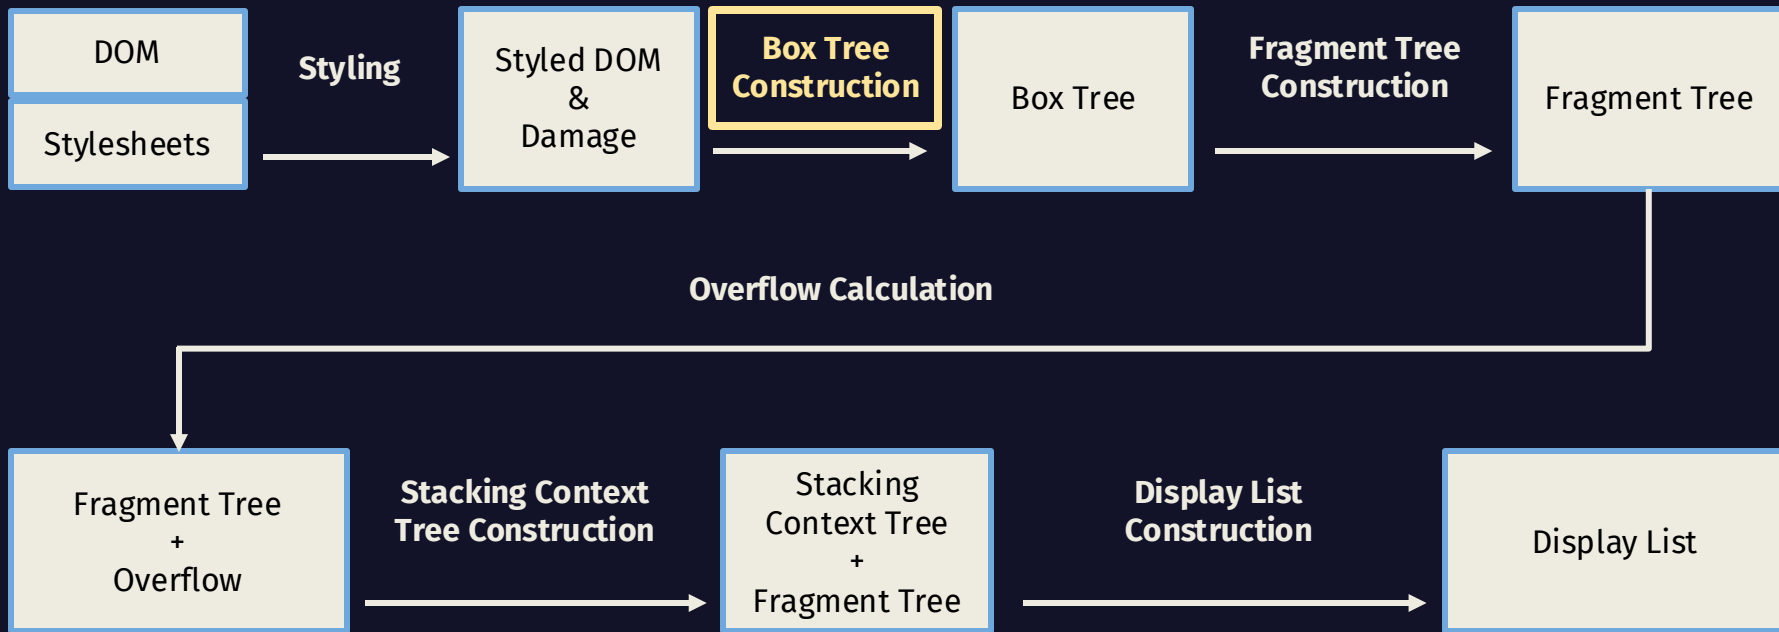 DOM
Stylesheets
Styling
Styled DOM
&
Damage
Box Tree
Construction
Box Tree
Fragment Tree
Construction
Fragment Tree
Overflow Calculation
Fragment Tree
+
Overflow
Stacking Context
Tree Construction
Stacking
Context Tree
+
Fragment Tree
Display List
Construction
Display List